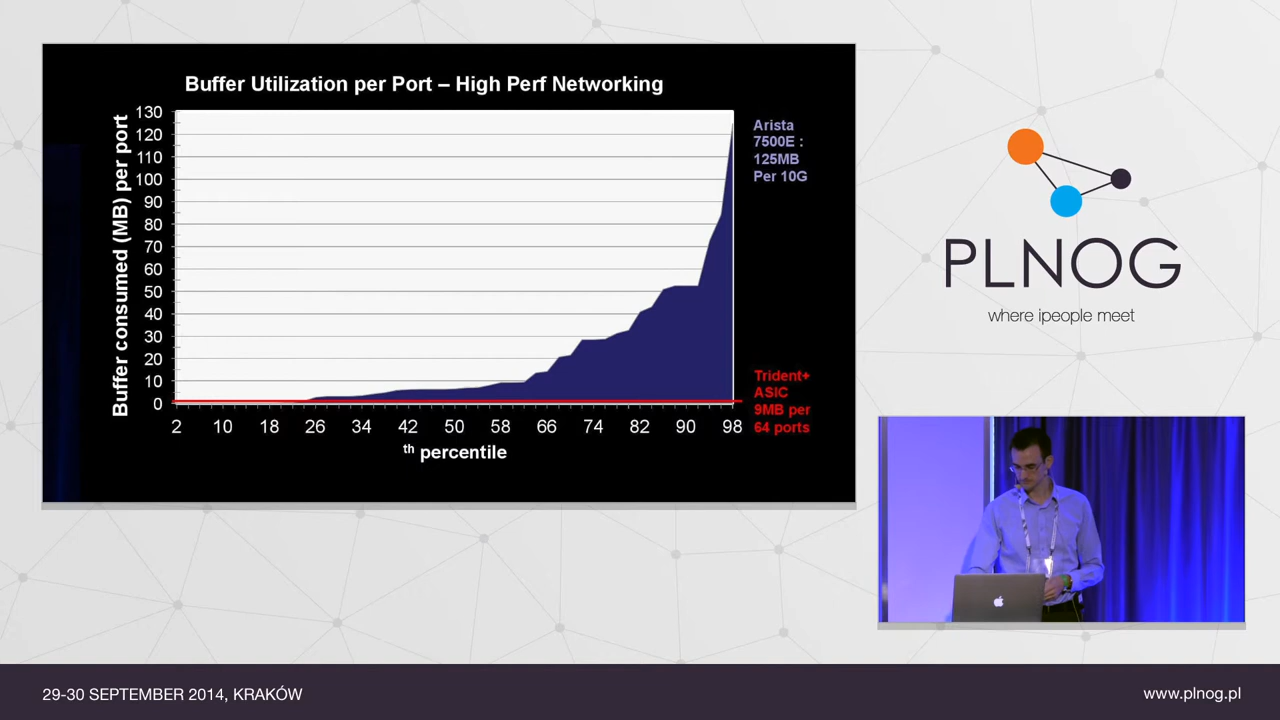 Buffer Utilization per Port – High Perf Networking
Buffer consumed (MB) per port
130
120
110
100
90
80
70
60
50
40
30
20
10
0
2 10 18 26 34 42 50 58 66 74 82 90 98
th percentile
Arista
7500E :
125MB
Per 10G
Trident+
ASIC
9MB per
64 ports
PLNOG
where ipeople meet
29-30 SEPTEMBER 2014, KRAKÓW
www.plnog.pl